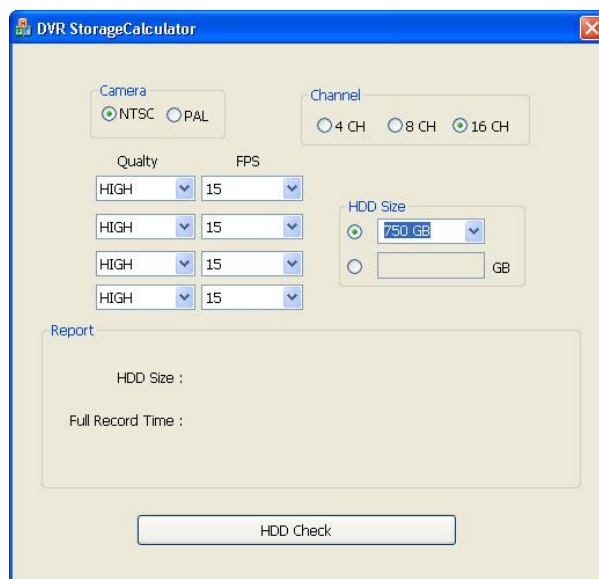 DVR StorageCalculator
Camera
NTSC PAL
Channel
4 CH 8 CH 16 CH
Qualty FPS
HIGH 15
HIGH 15
HIGH 15
HIGH 15
HDD Size
750 GB
GB
Report
HDD Size :
Full Record Time :
HDD Check